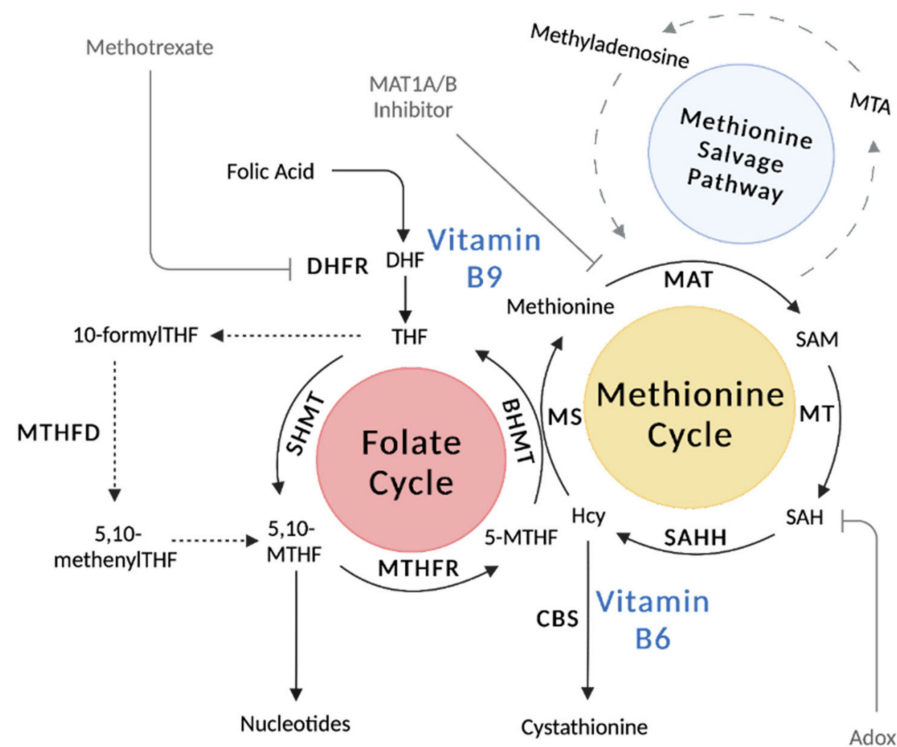 Methotrexate
MAT1A/B
Inhibitor
Methyladenosine
MTA
Methionine
Salvage
Pathway
Folic Acid
DHFR
DHF
Vitamin
B9
MAT
Methionine
10-formylTHF
THF
SAM
MTHFD
SHMT
Folate
Cycle
BHMT
MS
Methionine
Cycle
MT
5,10-
methenylTHF
5,10-
MTHF
MTHFR
5-MTHF
Hcy
SAHH
SAH
CBS
Vitamin
B6
Nucleotides
Cystathionine
Adox